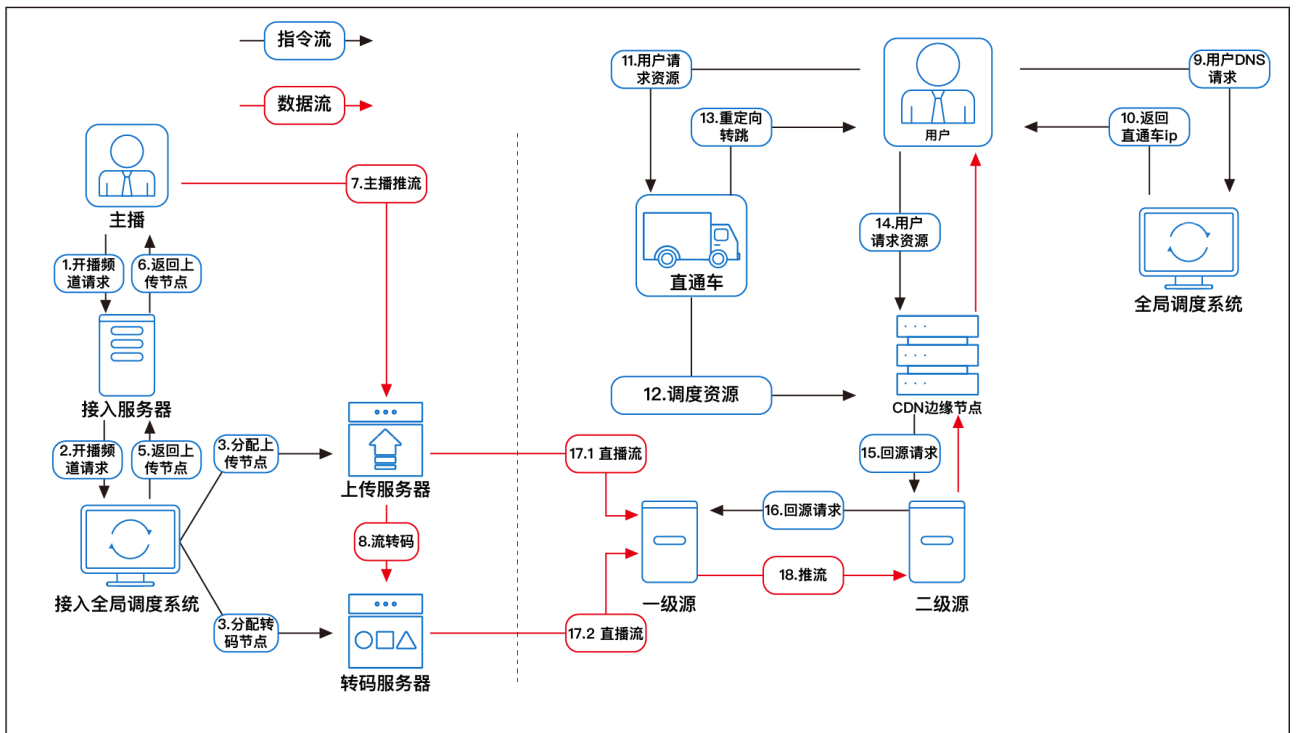 指令流
数据流
主播
7.主播推流
1.开播频
道请求
6.返回上
传节点
接入服务器
2.开播频
道请求
5.返回上
传节点
3.分配上
传节点
上传服务器
8.流转码
接入全局调度系统
3.分配转
码节点
转码服务器
11.用户请
求资源
13.重定向
转跳
用户
9.用户DNS
请求
10.返回
直通车ip
直通车
14.用户
请求资源
全局调度系统
12.调度资源
CDN边缘节点
17.1 直播流
15.回源请求
16.回源请求
18.推流
一级源
二级源
17.2 直播流